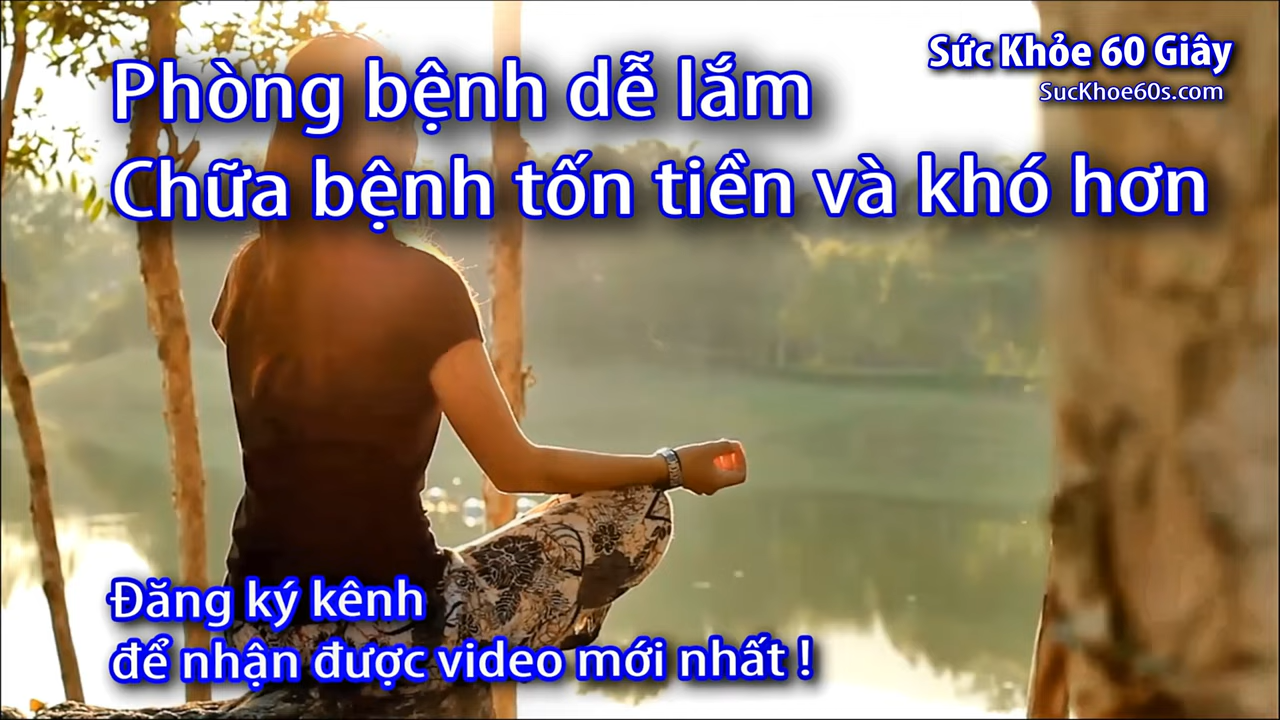 Sức Khỏe 60 Giây
SucKhoe60s.com
Phòng bệnh dễ lắm
Chữa bệnh tốn tiền và khó hơn
Đăng ký kênh
để nhận được video mới nhất !